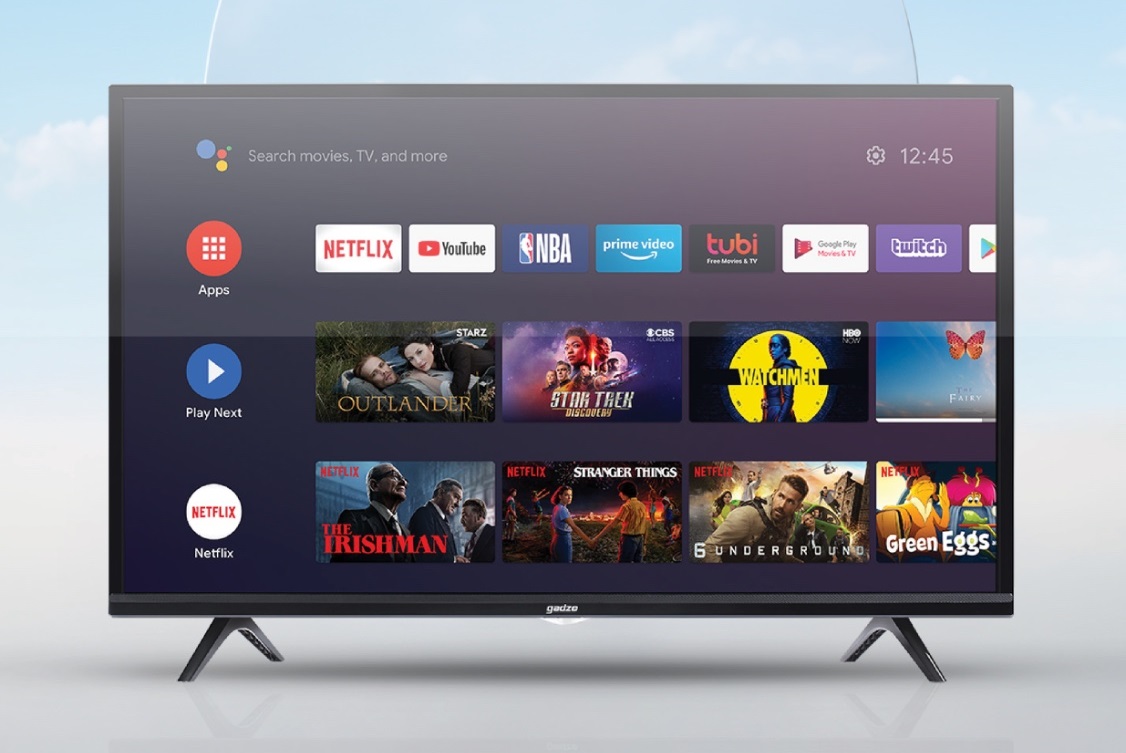 Search movies, TV, and more
12:45
Apps
NETFLIX
YouTube
NBA
prime video
tubi
Free Movies & TV
Google Play
Movies & TV
twitch
Play Next
STARZ
OUTLANDER
CBS
ALL ACCESS
STAR TREK
DISCOVERY
HBO
NOW
WATCHMEN
THE
FAIRY
NETFLIX
Netflix
NETFLIX
THE
IRISHMAN
NETFLIX
STRANGER THINGS
NETFLIX
6 UNDERGROUND
NETFLIX
Green Eggs
gadzo